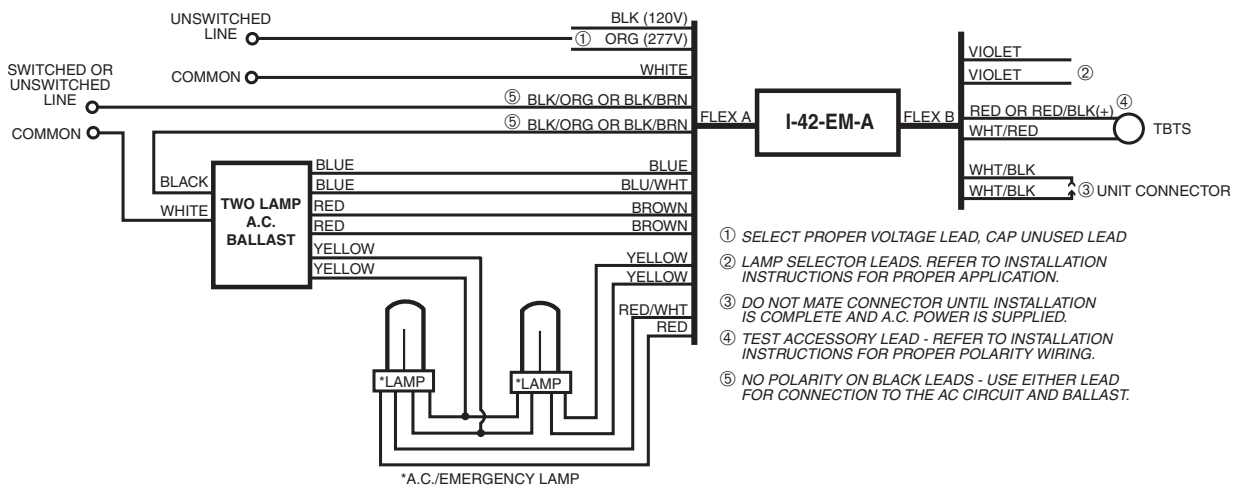 UNSWITCHED
LINE
BLK (120V)
① ORG (277V)
COMMON
WHITE
SWITCHED OR
UNSWITCHED
LINE
⑤ BLK/ORG OR BLK/BRN
COMMON
⑤ BLK/ORG OR BLK/BRN
FLEX A
I-42-EM-A
FLEX B
VIOLET
VIOLET
②
RED OR RED/BLK(+)
④
WHT/RED
TBTS
WHT/BLK
WHT/BLK
③ UNIT CONNECTOR
BLACK
WHITE
TWO LAMP
A.C.
BALLAST
BLUE
BLUE
RED
RED
YELLOW
YELLOW
BLUE
BLU/WHT
BROWN
BROWN
YELLOW
YELLOW
RED/WHT
RED
*LAMP
*LAMP
*A.C./EMERGENCY LAMP
① SELECT PROPER VOLTAGE LEAD, CAP UNUSED LEAD
② LAMP SELECTOR LEADS. REFER TO INSTALLATION
INSTRUCTIONS FOR PROPER APPLICATION.
③ DO NOT MATE CONNECTOR UNTIL INSTALLATION
IS COMPLETE AND A.C. POWER IS SUPPLIED.
④ TEST ACCESSORY LEAD - REFER TO INSTALLATION
INSTRUCTIONS FOR PROPER POLARITY WIRING.
⑤ NO POLARITY ON BLACK LEADS - USE EITHER LEAD
FOR CONNECTION TO THE AC CIRCUIT AND BALLAST.